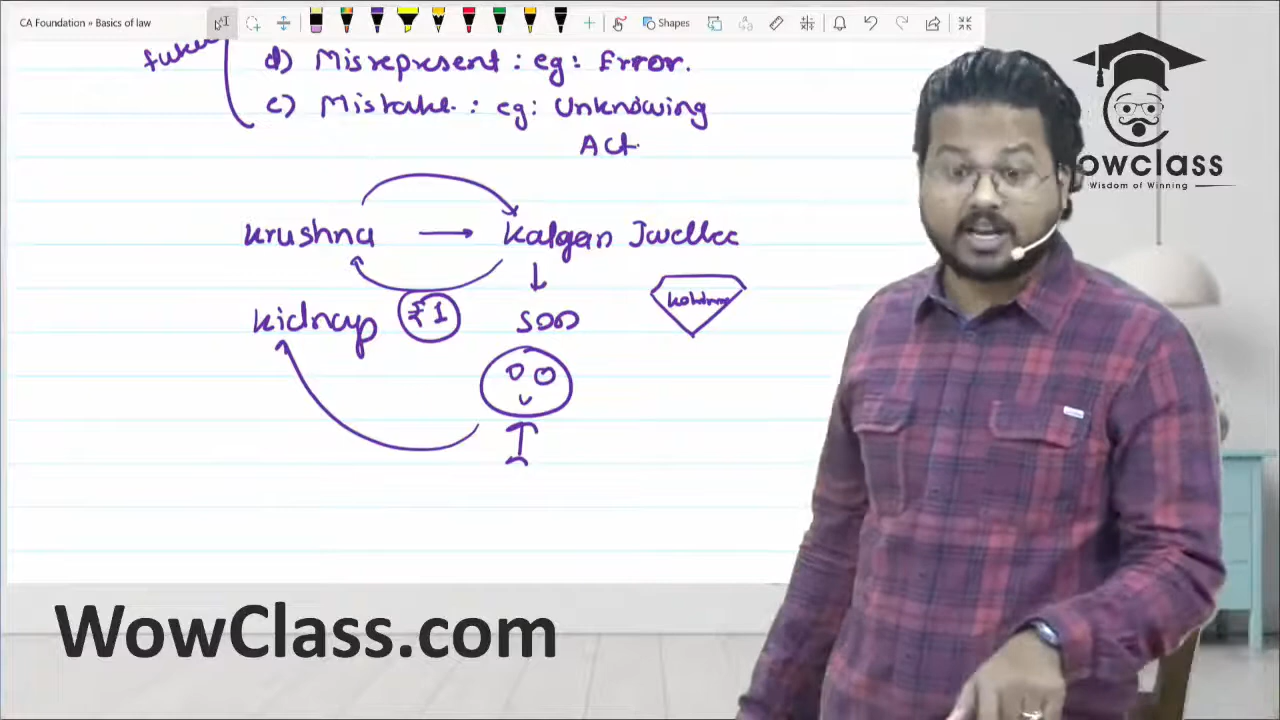 CA Foundation » Basics of law
Shapes
d) Misrepresent : eg: Error.
e) Mistake. : eg: Unknowing
Act.
wowclass
Wisdom of Winning
Krushna → Kalyan Jweller
Kidnap ₹1 son
WowClass.com